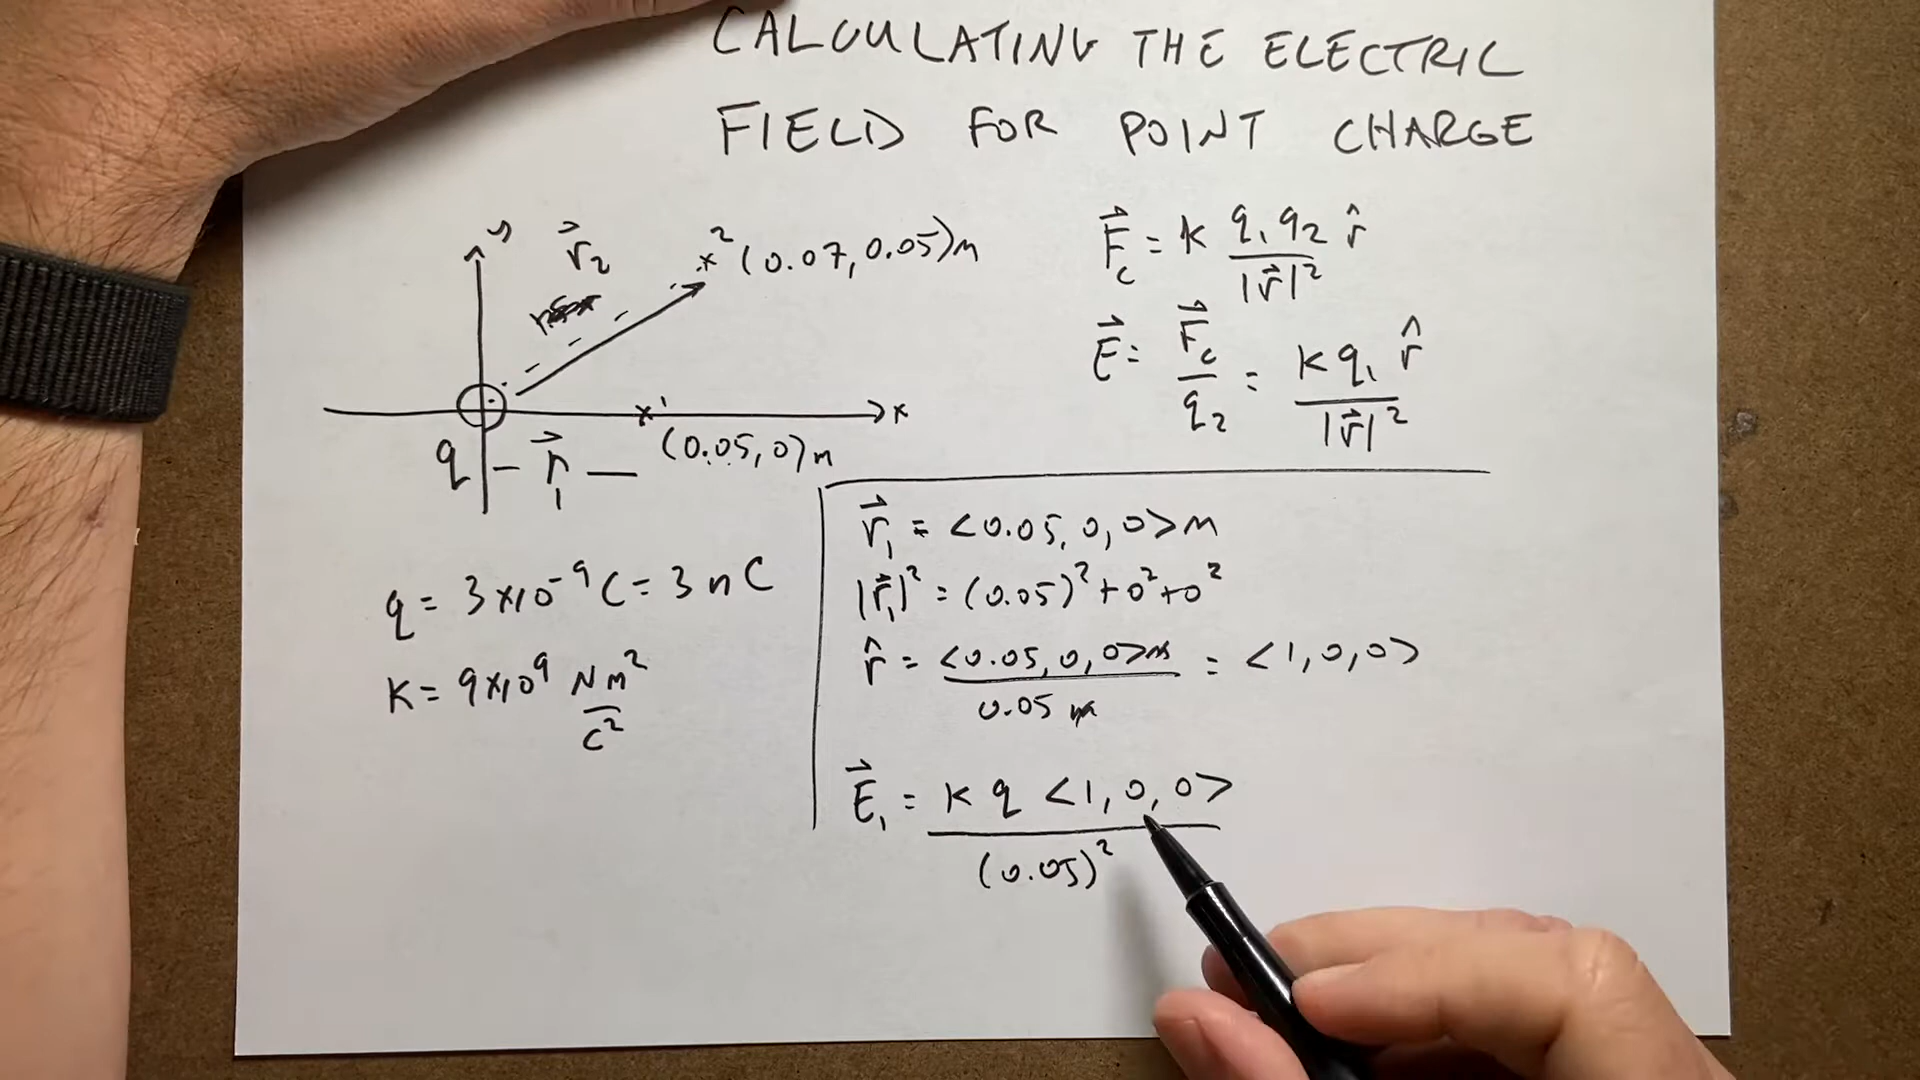 CALCULATING THE ELECTRIC
FIELD FOR POINT CHARGE
y
r⃗₂
x² (0.07, 0.05)m
x
x¹
(0.05, 0)m
q – r⃗₁ —
F⃗c = k q₁q₂ r̂ / |r⃗|²
E⃗ = F⃗c / q₂ = k q₁ r̂ / |r⃗|²
q = 3×10⁻⁹ C = 3 nC
k = 9×10⁹ Nm² / C²
r⃗₁ = <0.05, 0, 0> m
|r⃗₁|² = (0.05)² + 0² + 0²
r̂ = <0.05, 0, 0>m / 0.05 m = <1, 0, 0>
E⃗₁ = k q <1, 0, 0> / (0.05)²